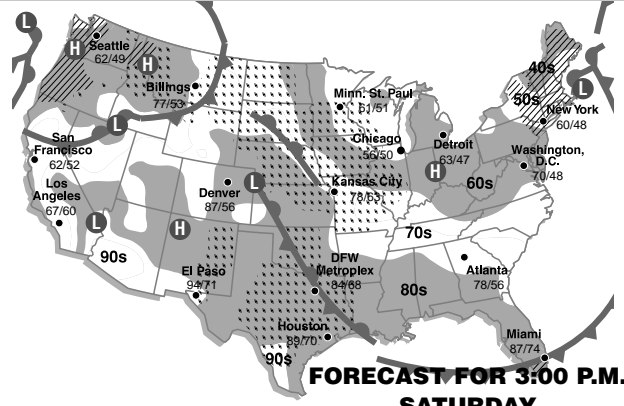 L
H
Seattle
62/49
H
Billings
77/53
L
San
Francisco
62/52
Los
Angeles
67/60
L
90s
Denver
87/56
L
H
El Paso
94/71
Minn. St. Paul
61/51
Chicago
56/50
Kansas City
78/63
Detroit
63/47
H
60s
40s
50s
L
New York
60/48
Washington,
D.C.
70/48
70s
DFW
Metroplex
84/68
80s
Atlanta
78/56
Houston
89/70
90s
Miami
87/74
FORECAST FOR 3:00 P.M.
SATURDAY